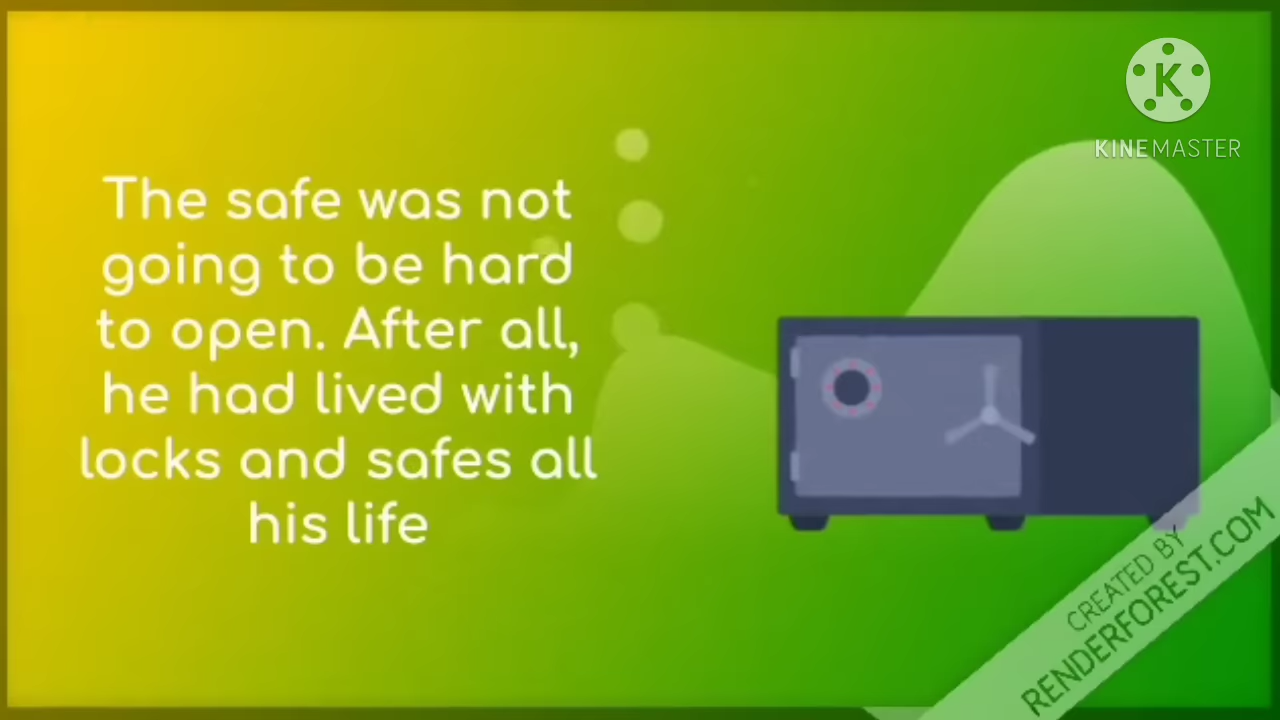 The safe was not
going to be hard
to open. After all,
he had lived with
locks and safes all
his life
K
KINEMASTER
CREATED BY
RENDERFOREST.COM